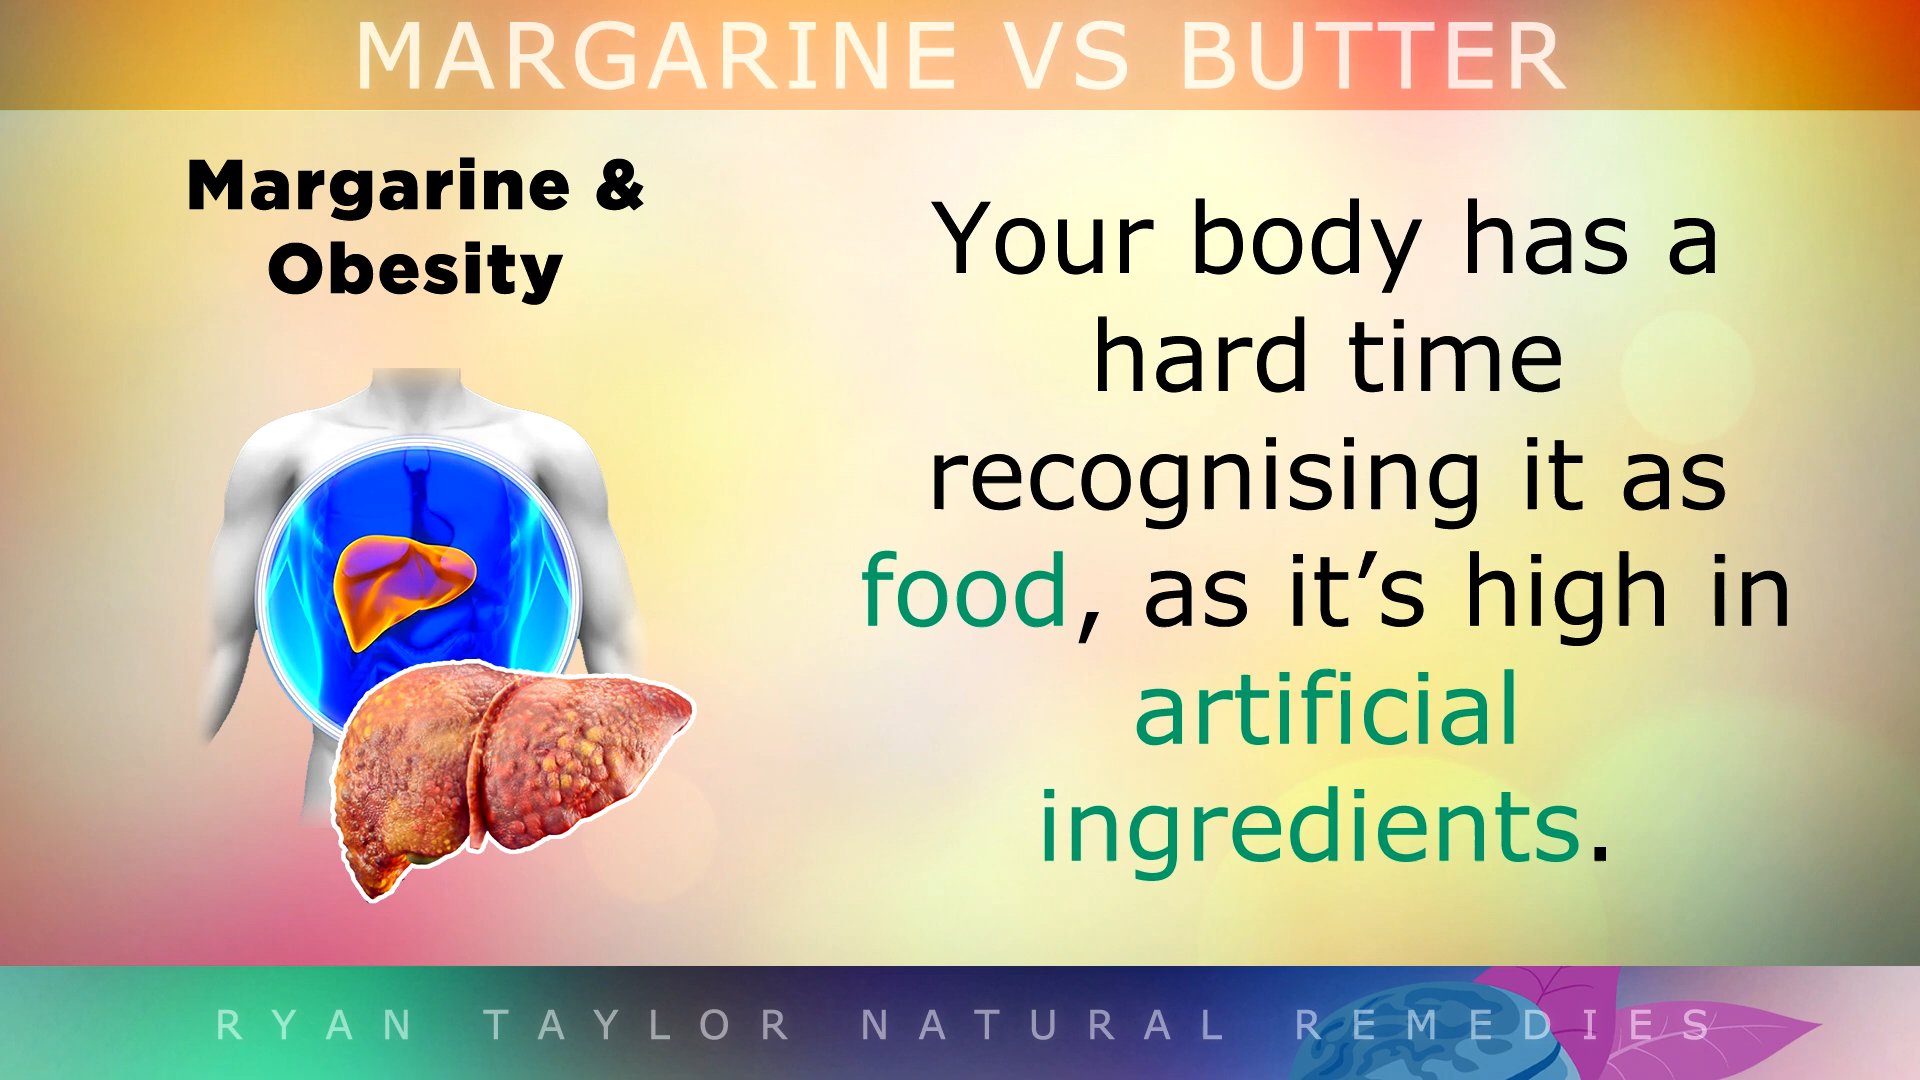 MARGARINE VS BUTTER
Margarine &
Obesity
Your body has a
hard time
recognising it as
food, as it’s high in
artificial
ingredients.
RYAN TAYLOR NATURAL REMEDIES